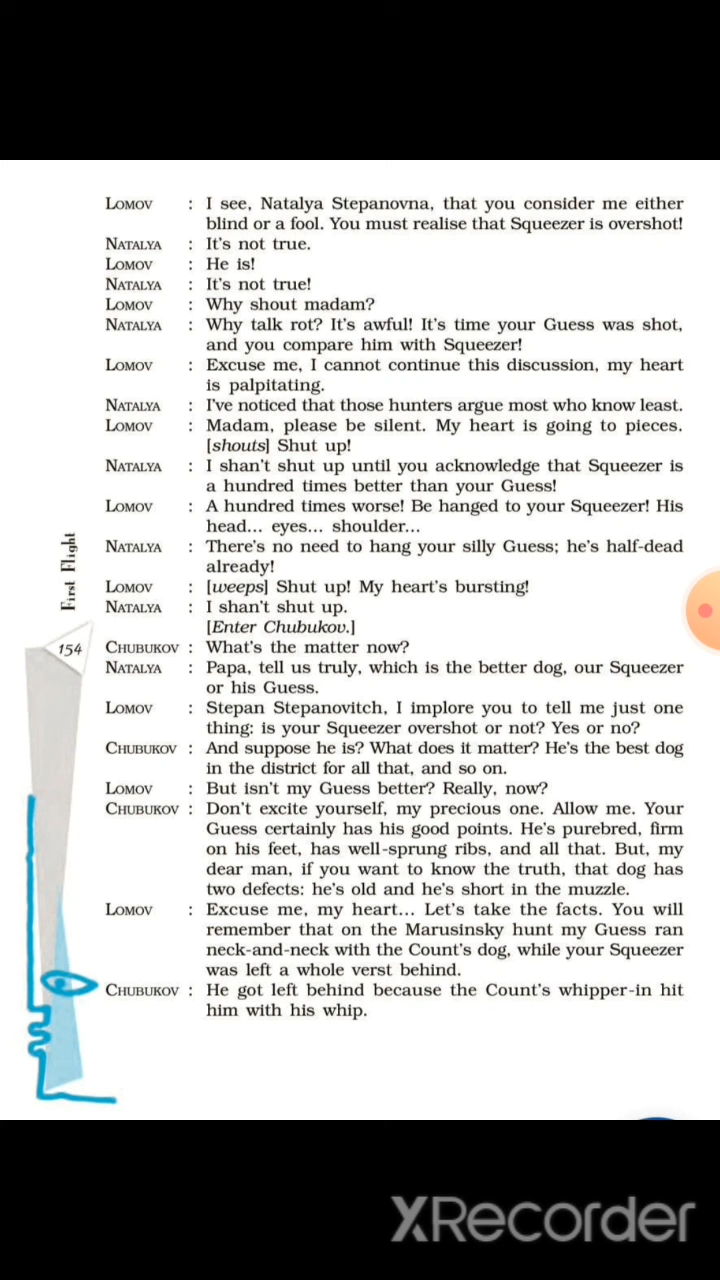 LOMOV : I see, Natalya Stepanovna, that you consider me either
blind or a fool. You must realise that Squeezer is overshot!
NATALYA : It's not true.
LOMOV : He is!
NATALYA : It's not true!
LOMOV : Why shout madam?
NATALYA : Why talk rot? It's awful! It's time your Guess was shot,
and you compare him with Squeezer!
LOMOV : Excuse me, I cannot continue this discussion, my heart
is palpitating.
NATALYA : I've noticed that those hunters argue most who know least.
LOMOV : Madam, please be silent. My heart is going to pieces.
[shouts] Shut up!
NATALYA : I shan't shut up until you acknowledge that Squeezer is
a hundred times better than your Guess!
LOMOV : A hundred times worse! Be hanged to your Squeezer! His
head... eyes... shoulder...
NATALYA : There's no need to hang your silly Guess; he's half-dead
already!
LOMOV : [weeps] Shut up! My heart's bursting!
NATALYA : I shan't shut up.
[Enter Chubukov.]
CHUBUKOV : What's the matter now?
NATALYA : Papa, tell us truly, which is the better dog, our Squeezer
or his Guess.
LOMOV : Stepan Stepanovitch, I implore you to tell me just one
thing: is your Squeezer overshot or not? Yes or no?
CHUBUKOV : And suppose he is? What does it matter? He's the best dog
in the district for all that, and so on.
LOMOV : But isn't my Guess better? Really, now?
CHUBUKOV : Don't excite yourself, my precious one. Allow me. Your
Guess certainly has his good points. He's purebred, firm
on his feet, has well-sprung ribs, and all that. But, my
dear man, if you want to know the truth, that dog has
two defects: he's old and he's short in the muzzle.
LOMOV : Excuse me, my heart... Let's take the facts. You will
remember that on the Marusinsky hunt my Guess ran
neck-and-neck with the Count's dog, while your Squeezer
was left a whole verst behind.
CHUBUKOV : He got left behind because the Count's whipper-in hit
him with his whip.
First Flight
154
XRecorder